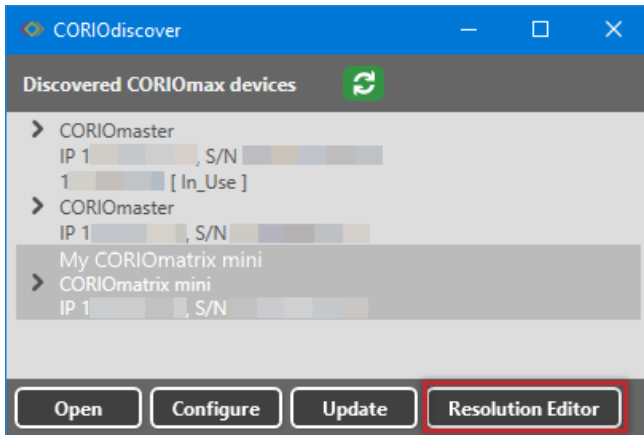 CORIOdiscover
Discovered CORIOmax devices
CORIOmaster
IP 1 , S/N
1 [ In_Use ]
CORIOmaster
IP 1 , S/N
My CORIOmatrix mini
CORIOmatrix mini
IP 1 , S/N
Open Configure Update Resolution Editor